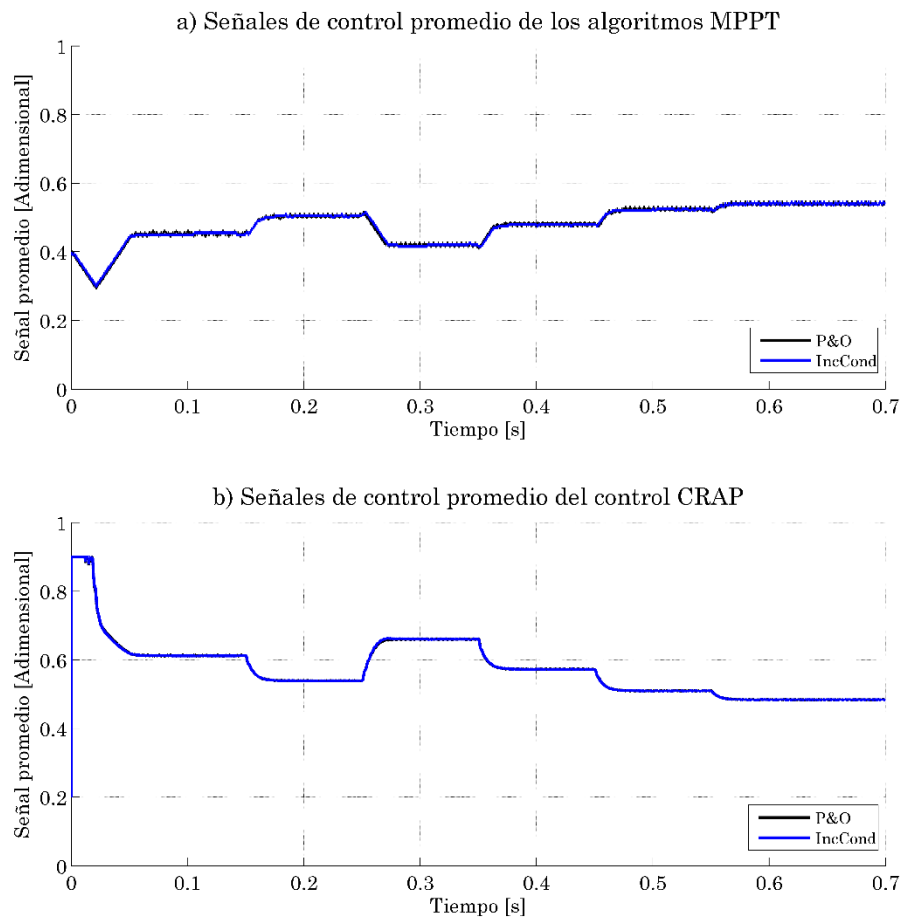 a) Señales de control promedio de los algoritmos MPPT
Señal promedio [Adimensional]
1
0.8
0.6
0.4
0.2
0
P&O
IncCond
0 0.1 0.2 0.3 0.4 0.5 0.6 0.7
Tiempo [s]
b) Señales de control promedio del control CRAP
Señal promedio [Adimensional]
1
0.8
0.6
0.4
0.2
0
P&O
IncCond
0 0.1 0.2 0.3 0.4 0.5 0.6 0.7
Tiempo [s]